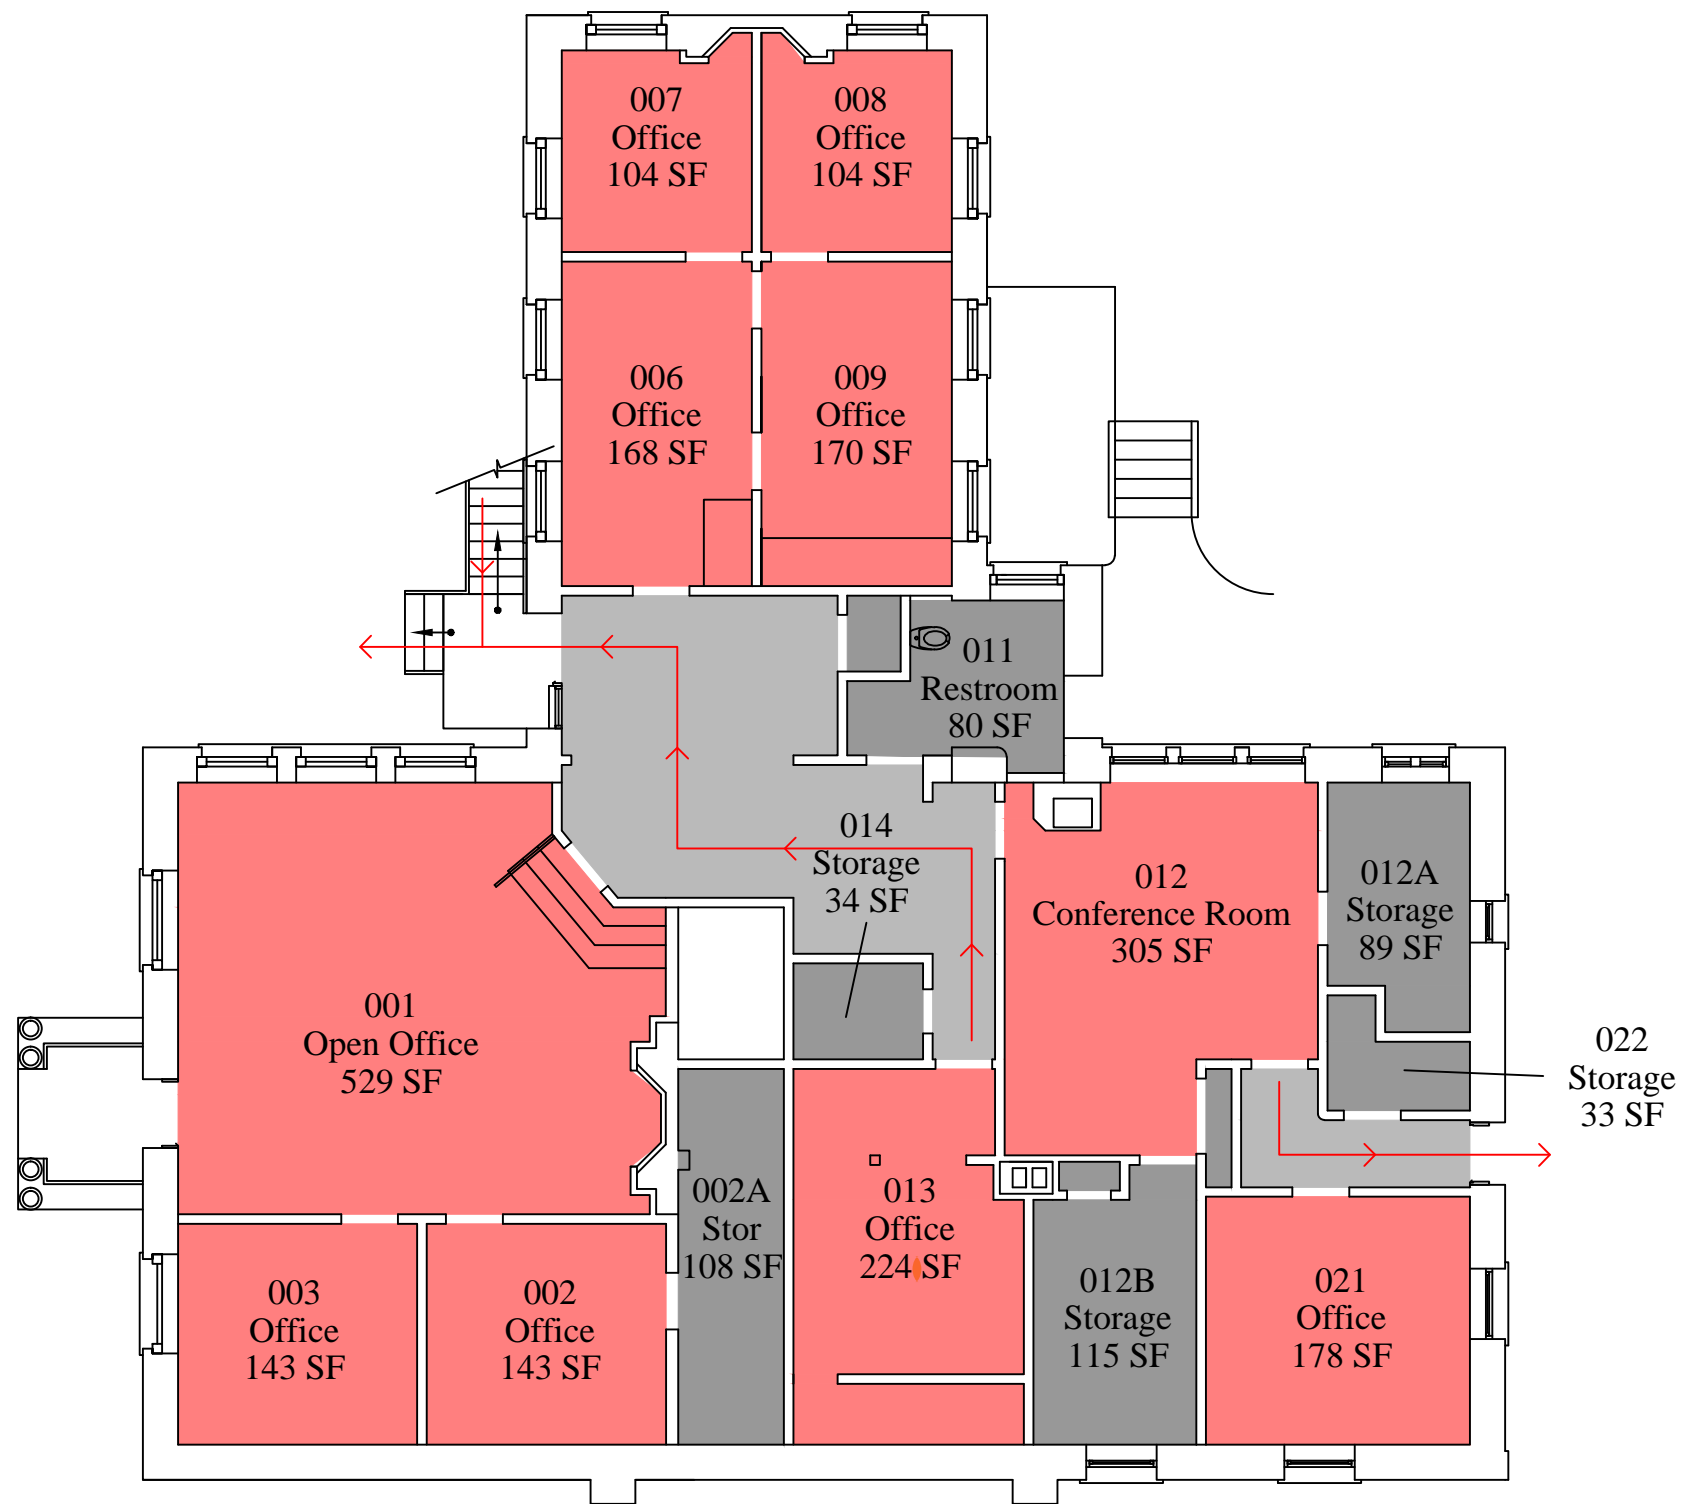 007
Office
104 SF
008
Office
104 SF
006
Office
168 SF
009
Office
170 SF
011
Restroom
80 SF
014
Storage
34 SF
012
Conference Room
305 SF
012A
Storage
89 SF
001
Open Office
529 SF
022
Storage
33 SF
002A
Stor
108 SF
013
Office
224 SF
003
Office
143 SF
002
Office
143 SF
012B
Storage
115 SF
021
Office
178 SF